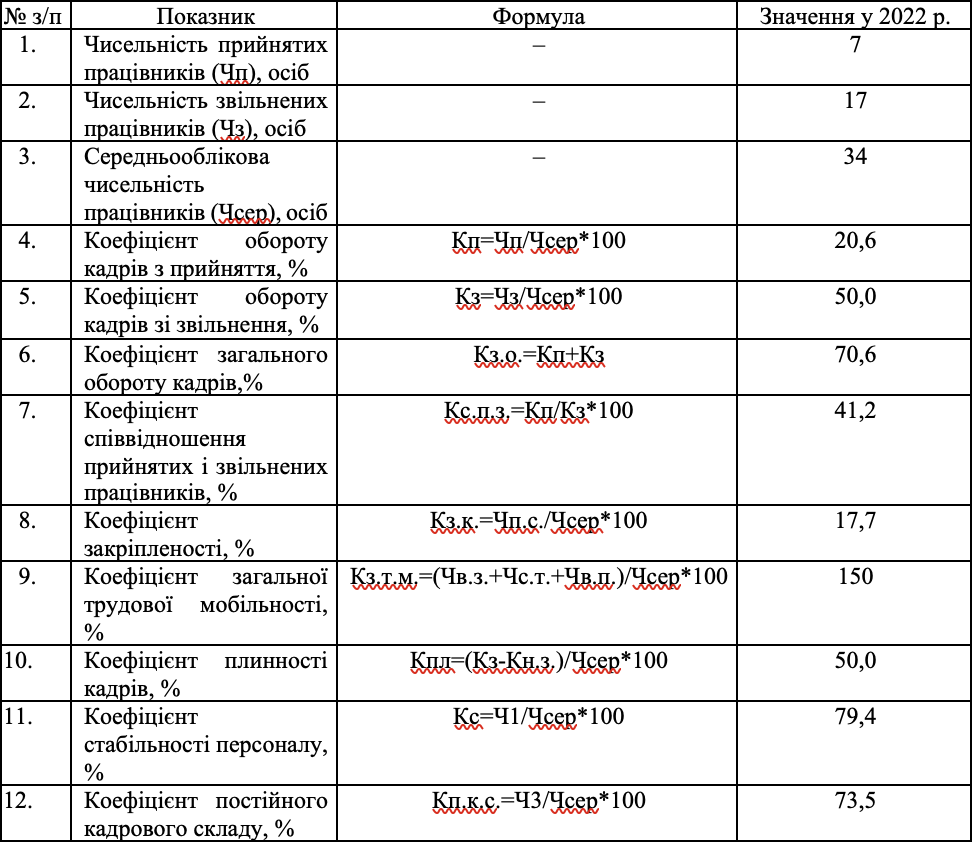 № з/п Показник Формула Значення у 2022 р.
1. Чисельність прийнятих – 7
працівників (Чп), осіб
2. Чисельність звільнених – 17
працівників (Чз), осіб
3. Середньооблікова – 34
чисельність
працівників (Чсер), осіб
4. Коефіцієнт обороту Кп=Чп/Чсер*100 20,6
кадрів з прийняття, %
5. Коефіцієнт обороту Кз=Чз/Чсер*100 50,0
кадрів зі звільнення, %
6. Коефіцієнт загального Кз.о.=Кп+Кз 70,6
обороту кадрів,%
7. Коефіцієнт Кс.п.з.=Кп/Кз*100 41,2
співвідношення
прийнятих і звільнених
працівників, %
8. Коефіцієнт Кз.к.=Чп.с./Чсер*100 17,7
закріпленості, %
9. Коефіцієнт загальної Кз.т.м.=(Чв.з.+Чс.т.+Чв.п.)/Чсер*100 150
трудової мобільності,
%
10. Коефіцієнт плинності Кпл=(Кз-Кн.з.)/Чсер*100 50,0
кадрів, %
11. Коефіцієнт Кс=Ч1/Чсер*100 79,4
стабільності персоналу,
%
12. Коефіцієнт постійного Кп.к.с.=Ч3/Чсер*100 73,5
кадрового складу, %